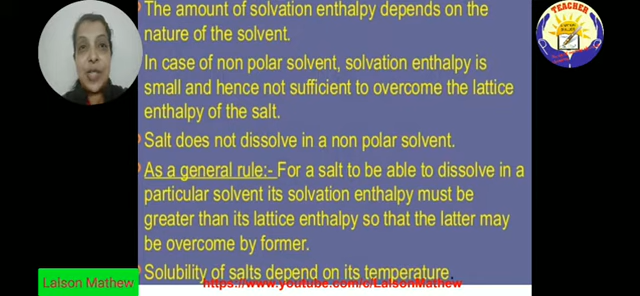 The amount of solvation enthalpy depends on the
nature of the solvent.
In case of non polar solvent, solvation enthalpy is
small and hence not sufficient to overcome the lattice
enthalpy of the salt.
Salt does not dissolve in a non polar solvent.
As a general rule:- For a salt to be able to dissolve in a
particular solvent its solvation enthalpy must be
greater than its lattice enthalpy so that the latter may
be overcome by former.
Solubility of salts depend on its temperature.
TEACHER
Lalson Mathew
https://www.youtube.com/c/LalsonMathew